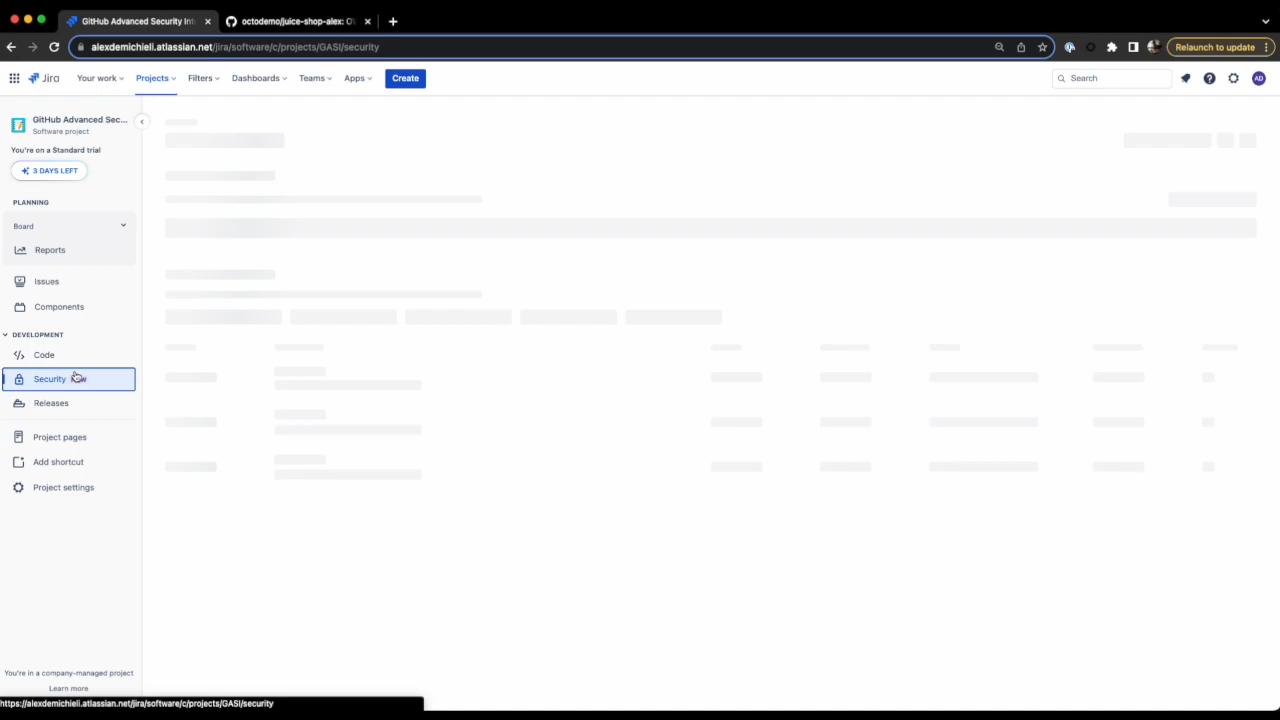 GitHub Advanced Security Int
octodemo/juice-shop-alex: O
alexdemichieli.atlassian.net/jira/software/c/projects/GASI/security
Relaunch to update
Jira
Your work
Projects
Filters
Dashboards
Teams
Apps
Create
Search
AD
GitHub Advanced Sec...
Software project
You're on a Standard trial
3 DAYS LEFT
PLANNING
Board
Reports
Issues
Components
DEVELOPMENT
Code
Security
Releases
Project pages
Add shortcut
Project settings
You're in a company-managed project
Learn more
https://alexdemichieli.atlassian.net/jira/software/c/projects/GASI/security